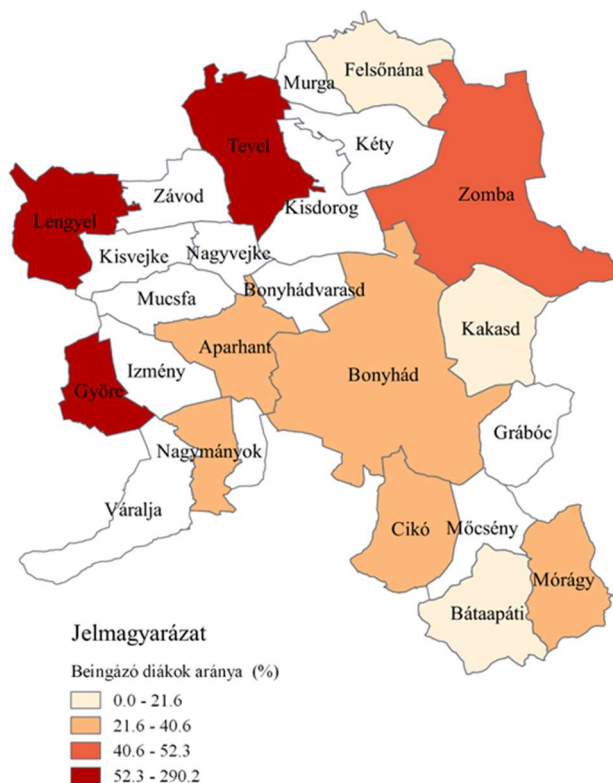 Felsőnána
Murga
Tevel
Kéty
Zomba
Závod
Kisdorog
Lengyel
Kisvejke
Nagyvejke
Bonyhádvarasd
Mucsfa
Kakasd
Aparhant
Izmény
Bonyhád
Győre
Grábóc
Nagymányok
Váralja
Cikó
Mőcsény
Mórágy
Bátaapáti
Jelmagyarázat
Beingázó diákok aránya (%)
0.0 - 21.6
21.6 - 40.6
40.6 - 52.3
52.3 - 290.2